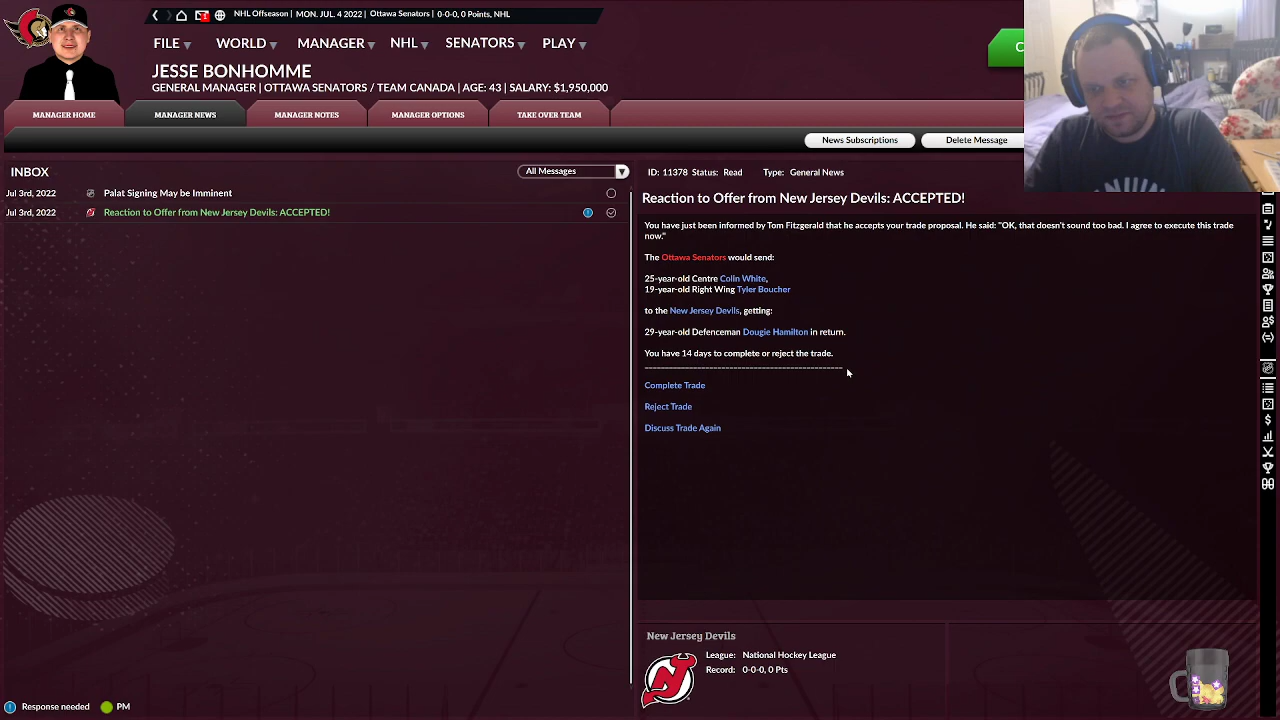 NHL Offseason | MON. JUL. 4 2022 | Ottawa Senators | 0-0-0, 0 Points, NHL
FILE
WORLD
MANAGER
NHL
SENATORS
PLAY
JESSE BONHOMME
GENERAL MANAGER | OTTAWA SENATORS / TEAM CANADA | AGE: 43 | SALARY: $1,950,000
MANAGER HOME
MANAGER NEWS
MANAGER NOTES
MANAGER OPTIONS
TAKE OVER TEAM
News Subscriptions
Delete Message
INBOX
All Messages
Jul 3rd, 2022 Palat Signing May be Imminent
Jul 3rd, 2022 Reaction to Offer from New Jersey Devils: ACCEPTED!
ID: 11378 Status: Read Type: General News
Reaction to Offer from New Jersey Devils: ACCEPTED!
You have just been informed by Tom Fitzgerald that he accepts your trade proposal. He said: "OK, that doesn't sound too bad. I agree to execute this trade
now."
The Ottawa Senators would send:
25-year-old Centre Colin White,
19-year-old Right Wing Tyler Boucher
to the New Jersey Devils, getting:
29-year-old Defenceman Dougie Hamilton in return.
You have 14 days to complete or reject the trade.
Complete Trade
Reject Trade
Discuss Trade Again
New Jersey Devils
League: National Hockey League
Record: 0-0-0, 0 Pts
Response needed
PM